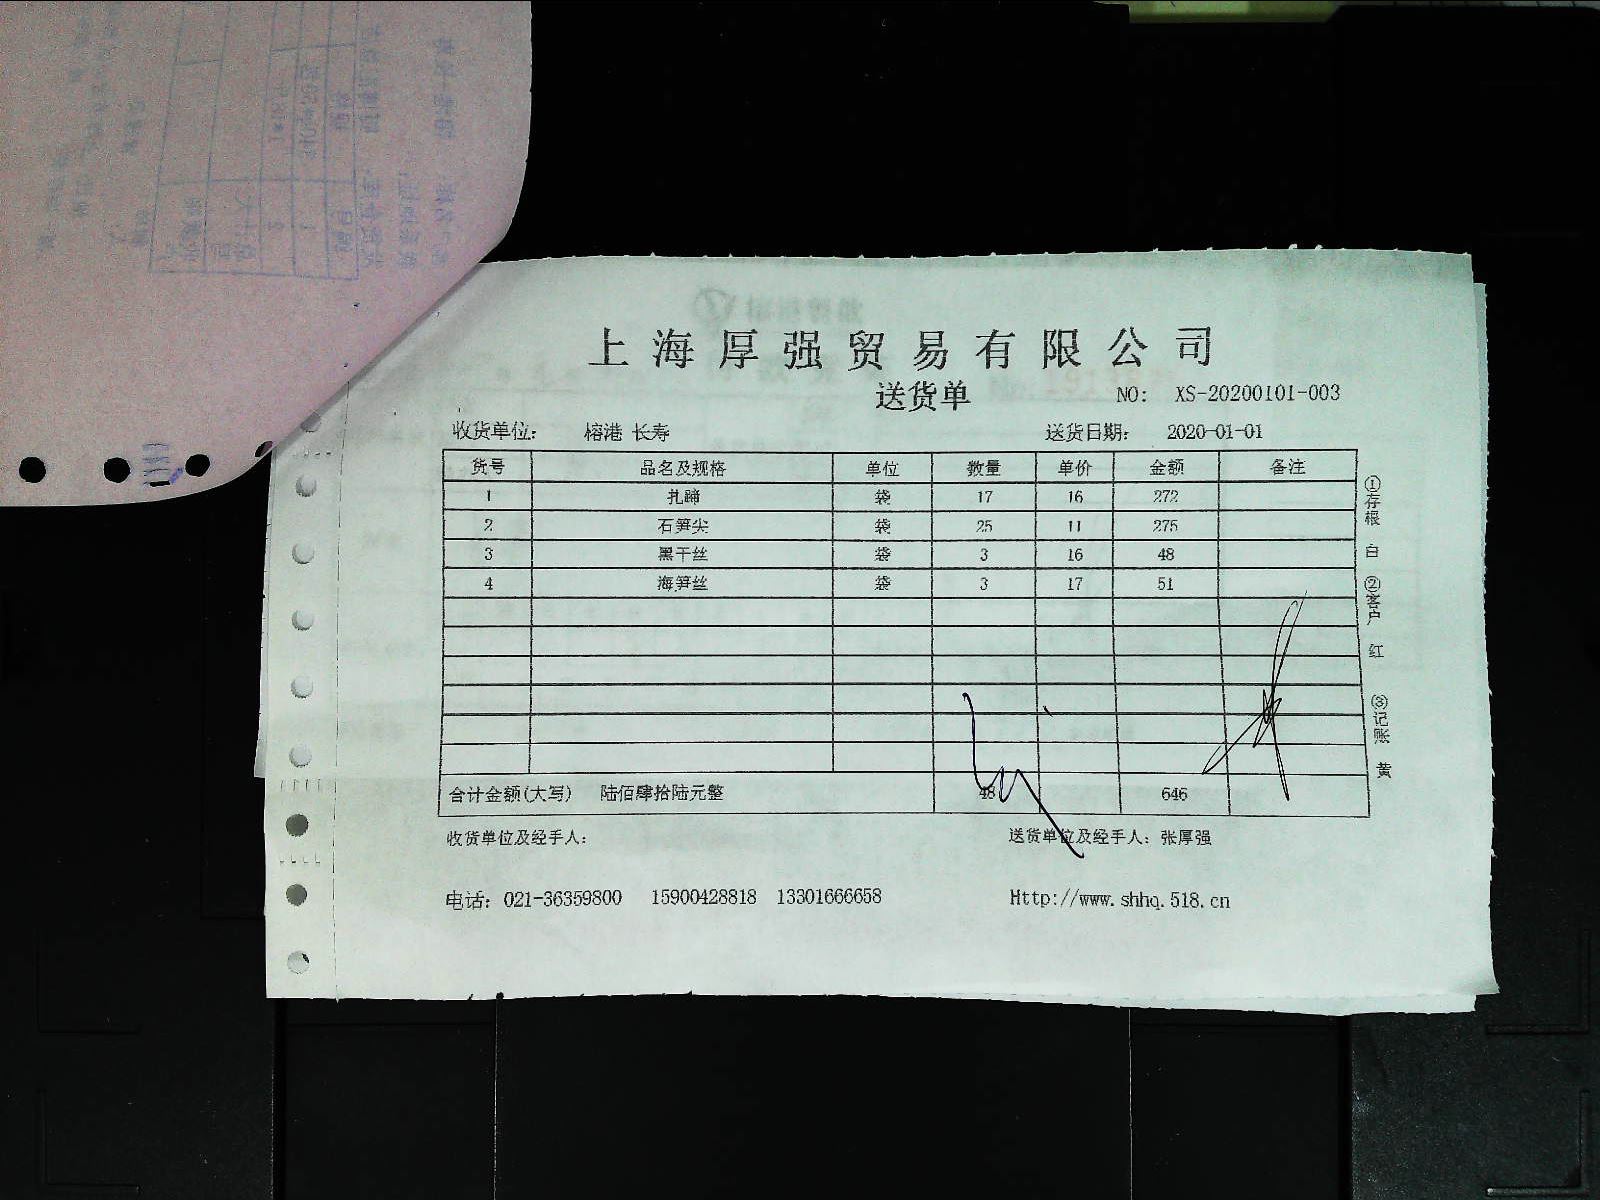 上海厚强贸易有限公司
送货单 NO: XS-20200101-003
收货单位: 榕港 长寿 送货日期: 2020-01-01
货号 品名及规格 单位 数量 单价 金额 备注
1 扎蹄 袋 17 16 272
2 石笋尖 袋 25 11 275
3 黑干丝 袋 3 16 48
4 海笋丝 袋 3 17 51
合计金额(大写) 陆佰肆拾陆元整 48 646
收货单位及经手人: 送货单位及经手人: 张厚强
电话: 021-36359800 15900428818 13301666658 Http://www.shhq.518.cn
①存根 白 ②客户 红 ③记账 黄